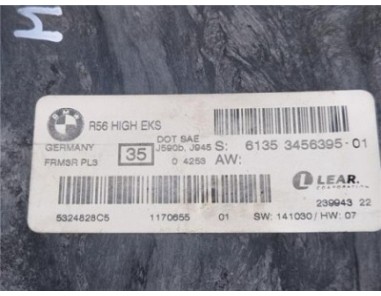 M
BMW
R56 HIGH EKS
GERMANY 35 DOT SAE J590b, J945 S: 6135 3456395-01
FRM3R PL3 0 4253 AW:
LEAR.
239943 22
5324828C5 1170655 01 SW: 141030 / HW: 07